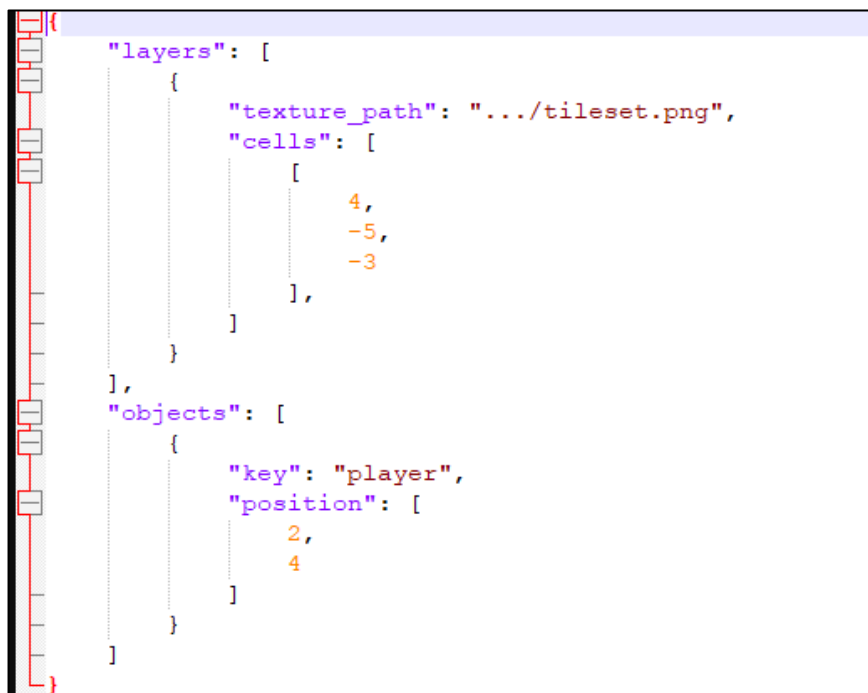 {
    "layers": [
        {
            "texture_path": ".../tileset.png",
            "cells": [
                [
                    4,
                    -5,
                    -3
                ],
            ]
        }
    ],
    "objects": [
        {
            "key": "player",
            "position": [
                2,
                4
            ]
        }
    ]
}